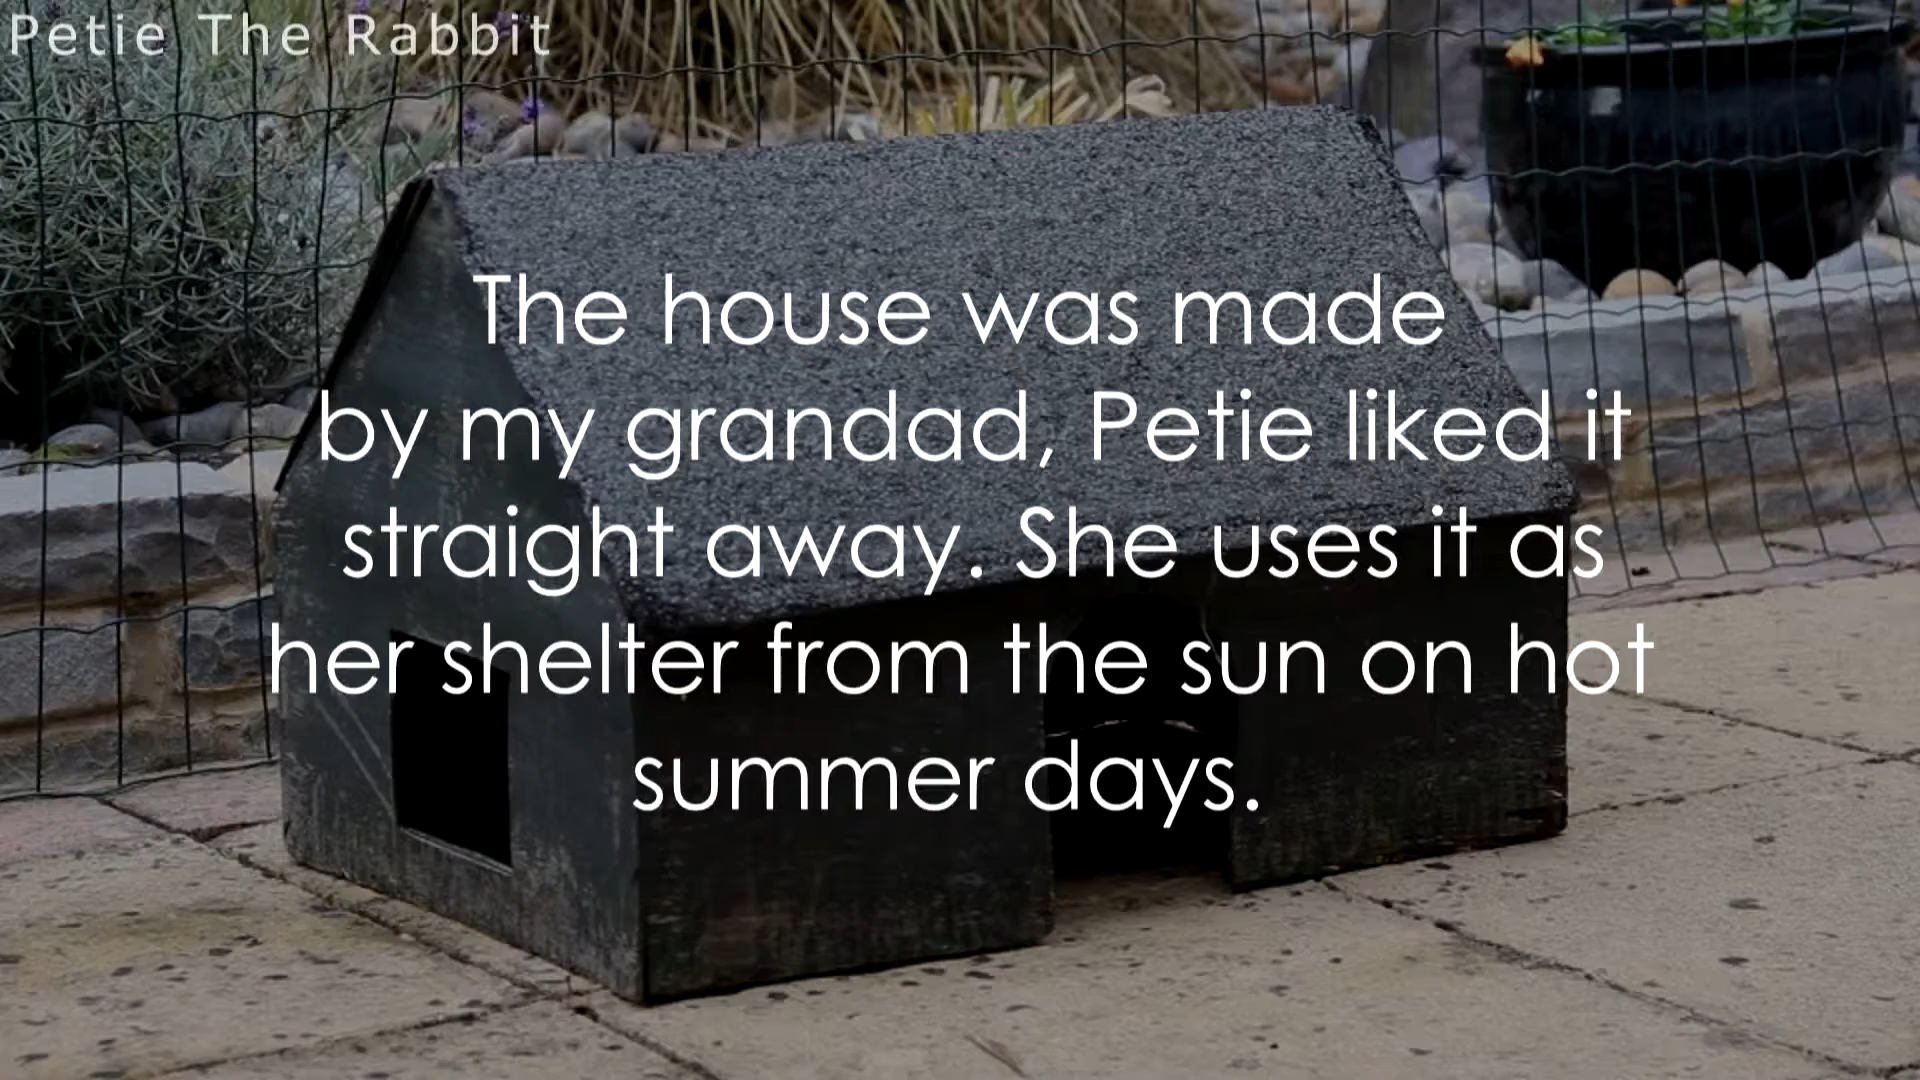 Petie The Rabbit
The house was made
by my grandad, Petie liked it
straight away. She uses it as
her shelter from the sun on hot
summer days.